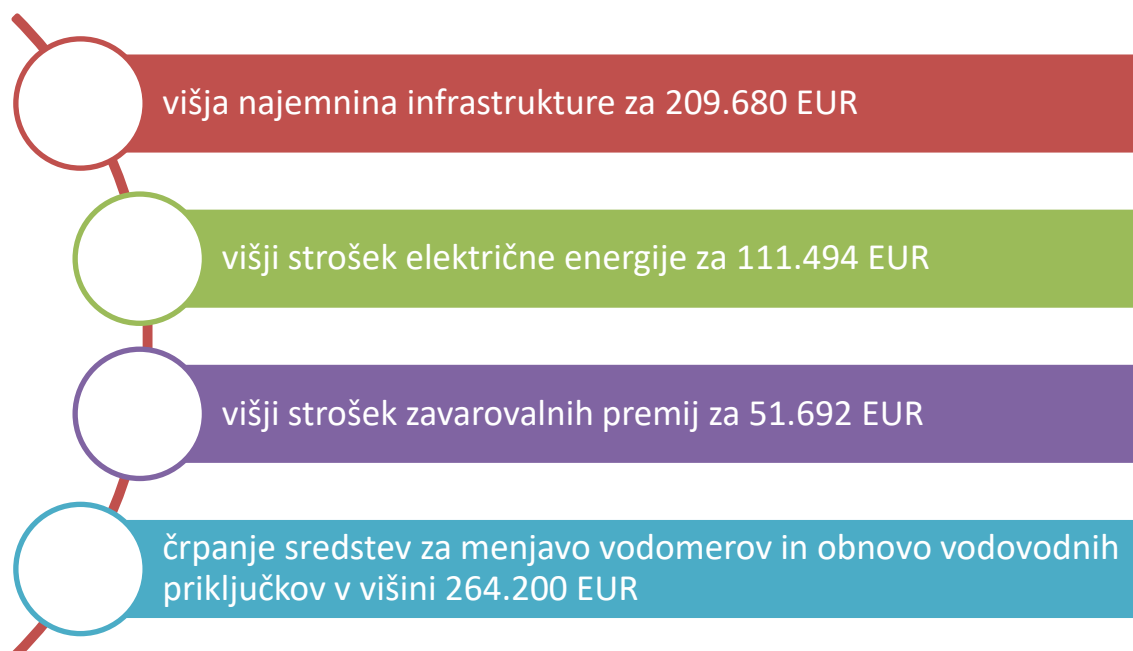 višja najemnina infrastrukture za 209.680 EUR
višji strošek električne energije za 111.494 EUR
višji strošek zavarovalnih premij za 51.692 EUR
črpanje sredstev za menjavo vodomerov in obnovo vodovodnih
priključkov v višini 264.200 EUR